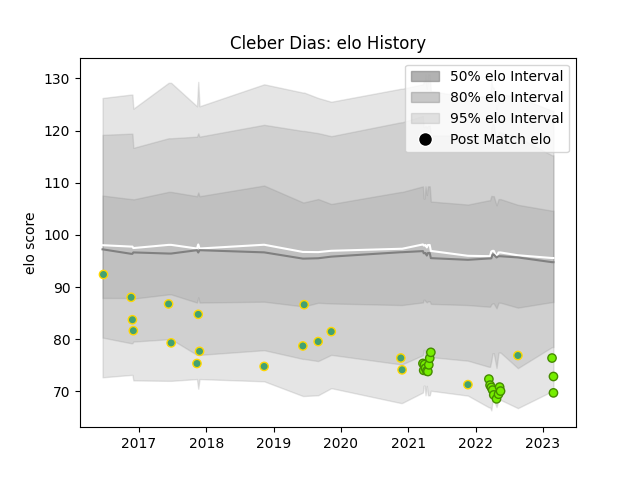 Cleber Dias: elo History
50% elo Interval
80% elo Interval
95% elo Interval
Post Match elo
elo score
130
120
110
100
90
80
70
2017
2018
2019
2020
2021
2022
2023